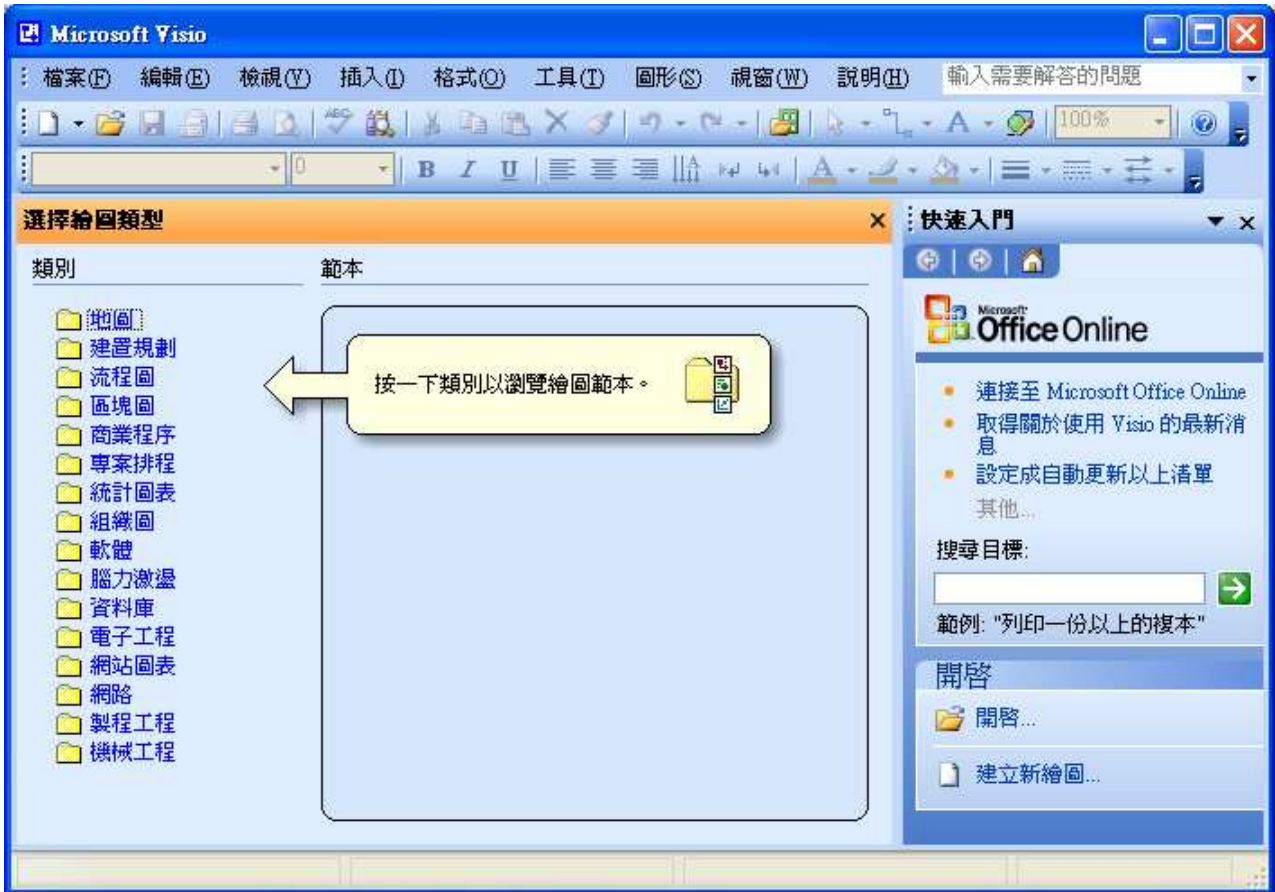 Microsoft Visio
檔案(F) 編輯(E) 檢視(V) 插入(I) 格式(O) 工具(T) 圖形(S) 視窗(W) 說明(H) 輸入需要解答的問題
ABC 100%
0 B I U A
選擇繪圖類型
快速入門
類別 範本
地圖
建置規劃
流程圖
區塊圖
商業程序
專案排程
統計圖表
組織圖
軟體
腦力激盪
資料庫
電子工程
網站圖表
網路
製程工程
機械工程
按一下類別以瀏覽繪圖範本。
Microsoft
Office Online
連接至 Microsoft Office Online
取得關於使用 Visio 的最新消
息
設定成自動更新以上清單
其他...
搜尋目標:
範例: "列印一份以上的複本"
開啓
開啓...
建立新繪圖...